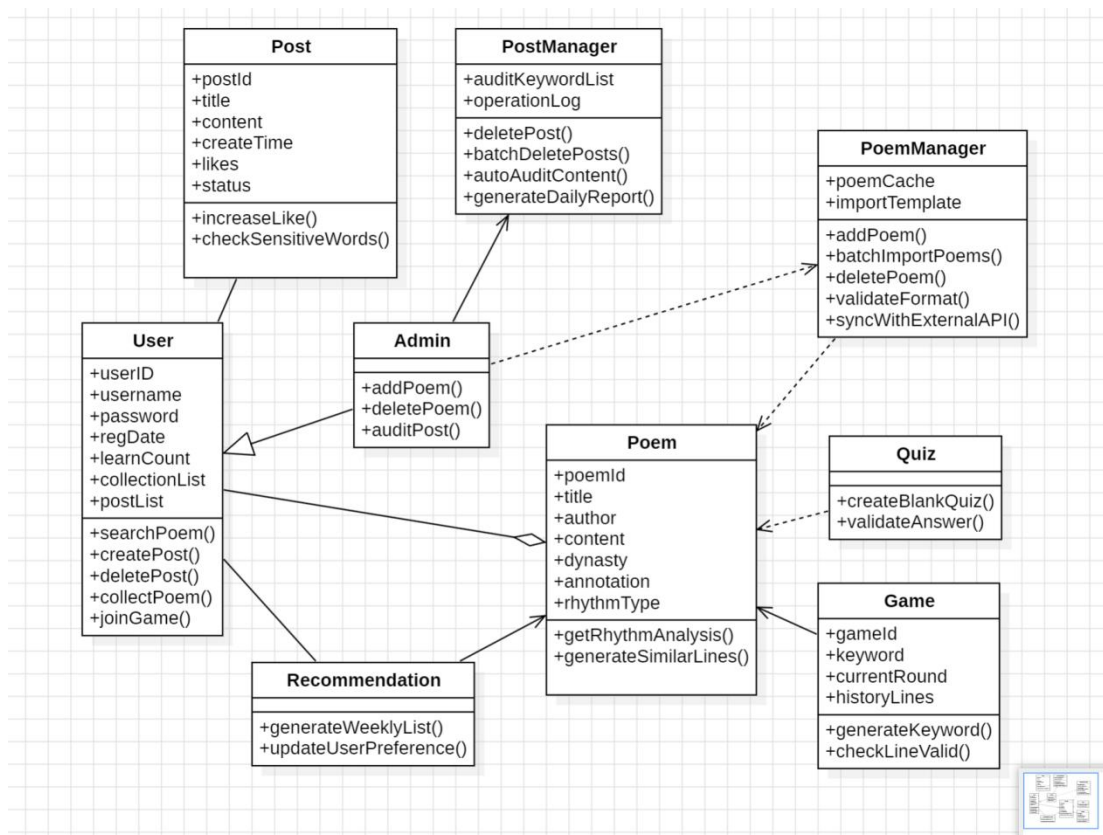 Post
+postId
+title
+content
+createTime
+likes
+status
+increaseLike()
+checkSensitiveWords()
PostManager
+auditKeywordList
+operationLog
+deletePost()
+batchDeletePosts()
+autoAuditContent()
+generateDailyReport()
PoemManager
+poemCache
+importTemplate
+addPoem()
+batchImportPoems()
+deletePoem()
+validateFormat()
+syncWithExternalAPI()
User
+userID
+username
+password
+regDate
+learnCount
+collectionList
+postList
+searchPoem()
+createPost()
+deletePost()
+collectPoem()
+joinGame()
Admin
+addPoem()
+deletePoem()
+auditPost()
Poem
+poemId
+title
+author
+content
+dynasty
+annotation
+rhythmType
+getRhythmAnalysis()
+generateSimilarLines()
Quiz
+createBlankQuiz()
+validateAnswer()
Game
+gameId
+keyword
+currentRound
+historyLines
+generateKeyword()
+checkLineValid()
Recommendation
+generateWeeklyList()
+updateUserPreference()